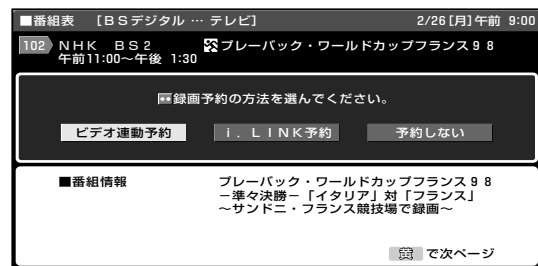 ■番組表 [BSデジタル … テレビ] 2/26[月]午前 9:00
102 NHK BS2 プレーバック・ワールドカップフランス98
午前11:00~午後 1:30
録画予約の方法を選んでください。
ビデオ連動予約 i.LINK予約 予約しない
■番組情報 プレーバック・ワールドカップフランス98
-準々決勝-「イタリア」対「フランス」
~サンドニ・フランス競技場で録画~
黄 で次ページ